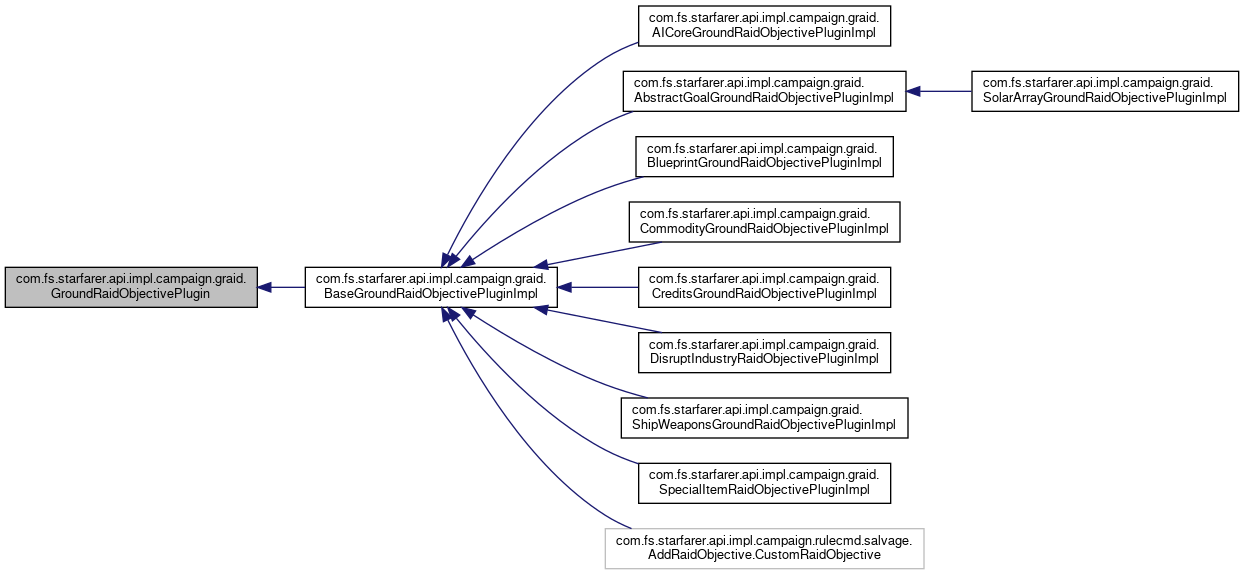 com.fs.starfarer.api.impl.campaign.graid.
AICoreGroundRaidObjectivePluginImpl
com.fs.starfarer.api.impl.campaign.graid.
AbstractGoalGroundRaidObjectivePluginImpl
com.fs.starfarer.api.impl.campaign.graid.
SolarArrayGroundRaidObjectivePluginImpl
com.fs.starfarer.api.impl.campaign.graid.
BlueprintGroundRaidObjectivePluginImpl
com.fs.starfarer.api.impl.campaign.graid.
CommodityGroundRaidObjectivePluginImpl
com.fs.starfarer.api.impl.campaign.graid.
GroundRaidObjectivePlugin
com.fs.starfarer.api.impl.campaign.graid.
BaseGroundRaidObjectivePluginImpl
com.fs.starfarer.api.impl.campaign.graid.
CreditsGroundRaidObjectivePluginImpl
com.fs.starfarer.api.impl.campaign.graid.
DisruptIndustryRaidObjectivePluginImpl
com.fs.starfarer.api.impl.campaign.graid.
ShipWeaponsGroundRaidObjectivePluginImpl
com.fs.starfarer.api.impl.campaign.graid.
SpecialItemRaidObjectivePluginImpl
com.fs.starfarer.api.impl.campaign.rulecmd.salvage.
AddRaidObjective.CustomRaidObjective